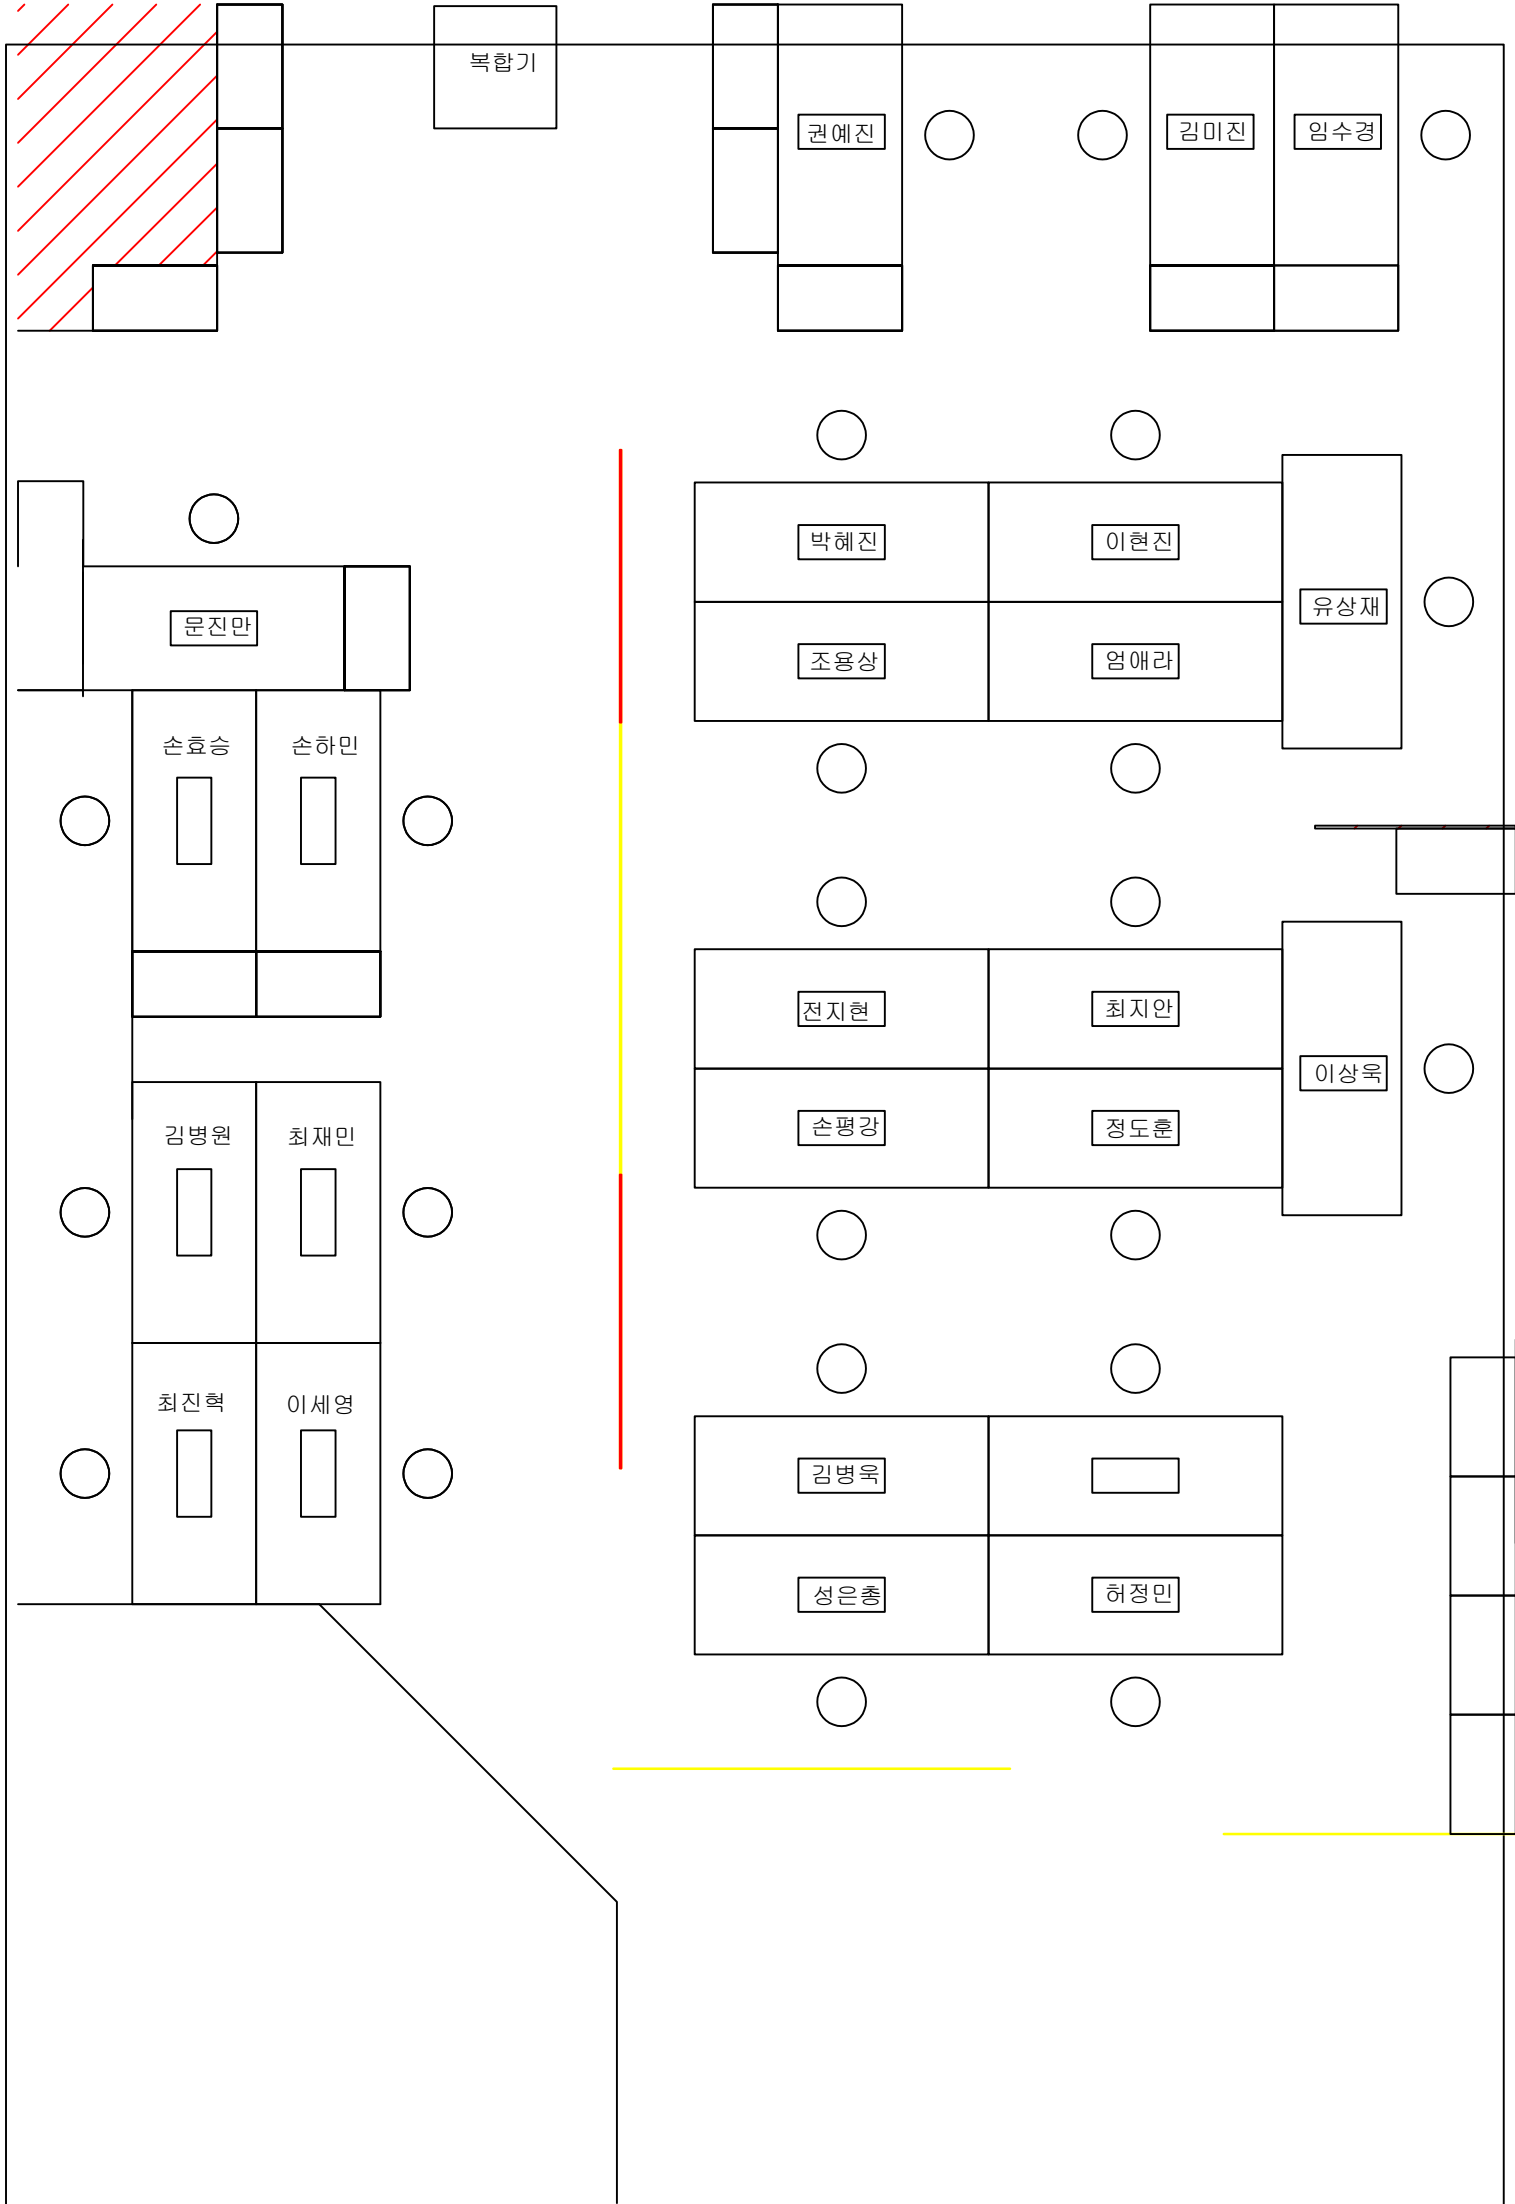 복합기
권예진
김미진
임수경
박혜진
이현진
유상재
문진만
조용상
엄애라
손효승
손하민
전지현
최지안
이상욱
김병원
최재민
손평강
정도훈
최진혁
이세영
김병욱
성은총
허정민